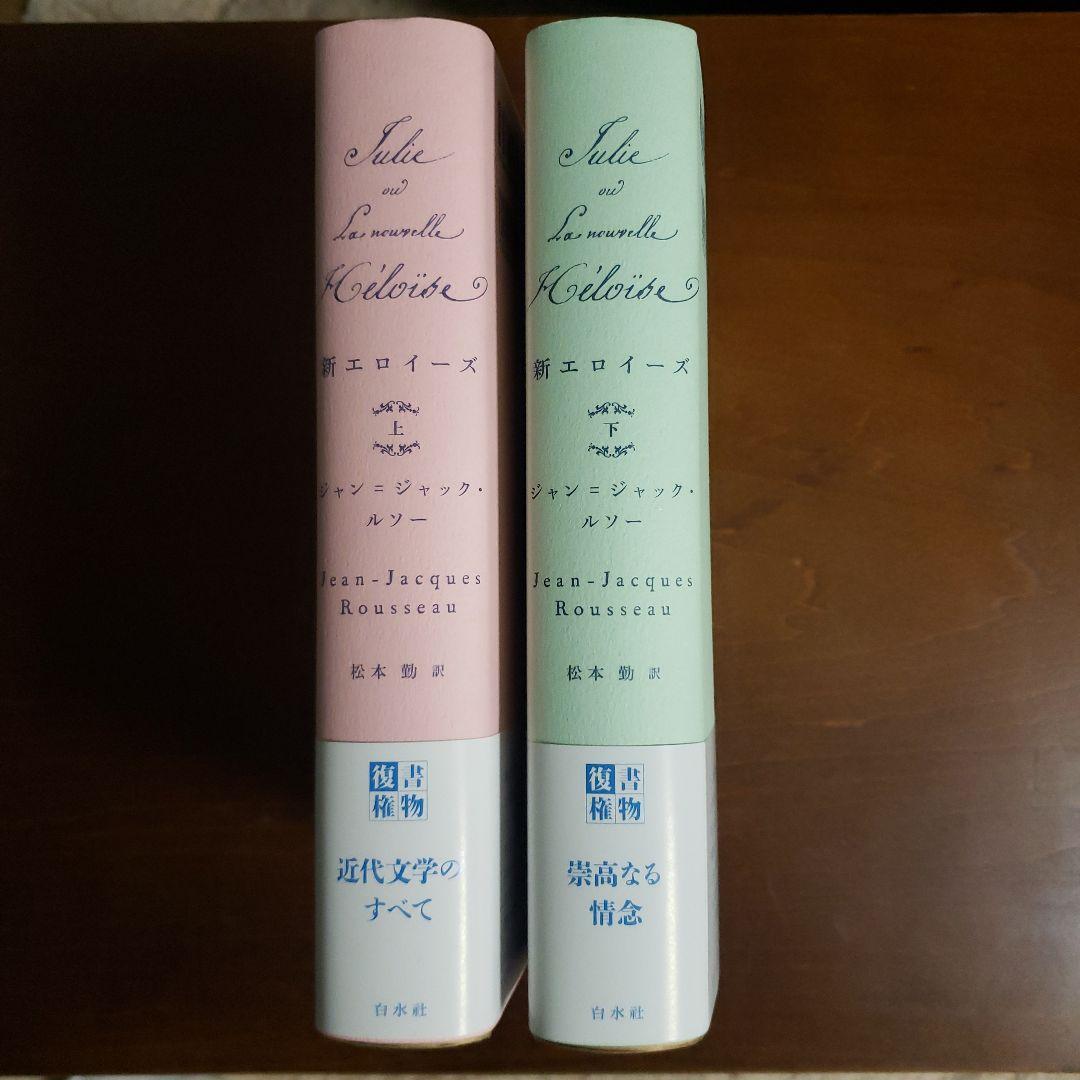 Julie
ou
La nouvelle
Héloïse
新エロイーズ
上
ジャン=ジャック・
ルソー
Jean-Jacques
Rousseau
松本 勤 訳
復書
権物
近代文学の
すべて
白水社
Julie
ou
La nouvelle
Héloïse
新エロイーズ
下
ジャン=ジャック・
ルソー
Jean-Jacques
Rousseau
松本 勤 訳
復書
権物
崇高なる
情念
白水社